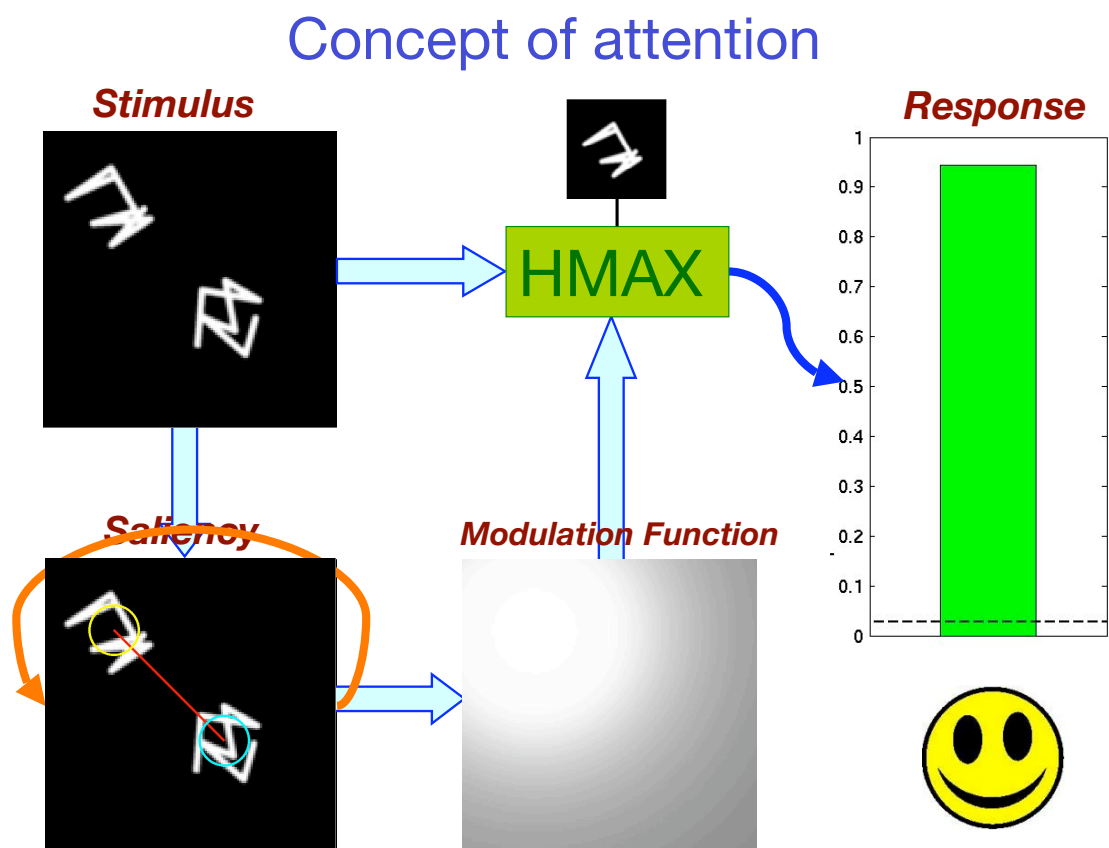 Concept of attention
Stimulus
Response
HMAX
1
0.9
0.8
0.7
0.6
0.5
0.4
0.3
0.2
0.1
0
Saliency
Modulation Function